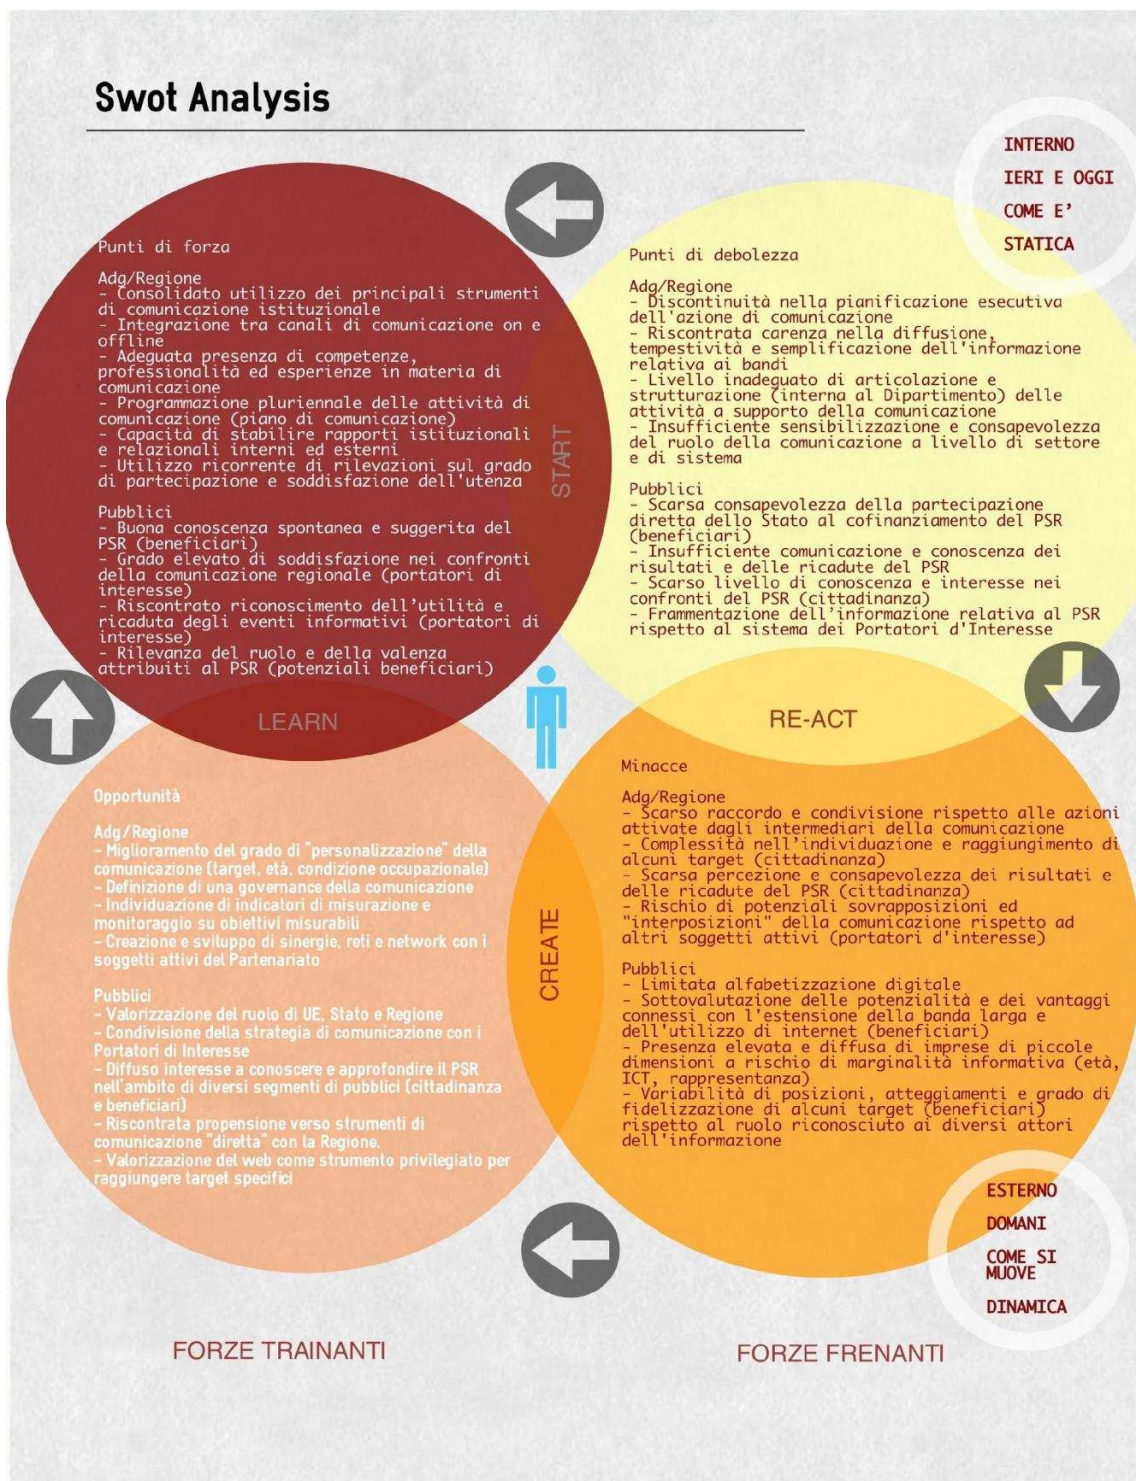 Swot Analysis
INTERNO
IERI E OGGI
COME E'
STATICA
Punti di forza
Adg/Regione
- Consolidato utilizzo dei principali strumenti
di comunicazione istituzionale
- Integrazione tra canali di comunicazione on e
offline
- Adeguata presenza di competenze,
professionalità ed esperienze in materia di
comunicazione
- Programmazione pluriennale delle attività di
comunicazione (piano di comunicazione)
- Capacità di stabilire rapporti istituzionali
e relazionali interni ed esterni
- Utilizzo ricorrente di rilevazioni sul grado
di partecipazione e soddisfazione dell'utenza
Pubblici
- Buona conoscenza spontanea e suggerita del
PSR (beneficiari)
- Grado elevato di soddisfazione nei confronti
della comunicazione regionale (portatori di
interesse)
- Riscontrato riconoscimento dell'utilità e
ricaduta degli eventi informativi (portatori di
interesse)
- Rilevanza del ruolo e della valenza
attribuiti al PSR (potenziali beneficiari)
START
Punti di debolezza
Adg/Regione
- Discontinuità nella pianificazione esecutiva
dell'azione di comunicazione
- Riscontrata carenza nella diffusione,
tempestività e semplificazione dell'informazione
relativa ai bandi
- Livello inadeguato di articolazione e
strutturazione (interna al Dipartimento) delle
attività a supporto della comunicazione
- Insufficiente sensibilizzazione e consapevolezza
del ruolo della comunicazione a livello di settore
e di sistema
Pubblici
- Scarsa consapevolezza della partecipazione
diretta dello Stato al cofinanziamento del PSR
(beneficiari)
- Insufficiente comunicazione e conoscenza dei
risultati e delle ricadute del PSR
- Scarso livello di conoscenza e interesse nei
confronti del PSR (cittadinanza)
- Frammentazione dell'informazione relativa al PSR
rispetto al sistema dei Portatori d'Interesse
LEARN
RE-ACT
Opportunità
Adg/Regione
- Miglioramento del grado di "personalizzazione" della
comunicazione (target, età, condizione occupazionale)
- Definizione di una governance della comunicazione
- Individuazione di indicatori di misurazione e
monitoraggio su obiettivi misurabili
- Creazione e sviluppo di sinergie, reti e network con i
soggetti attivi del Partenariato
Pubblici
- Valorizzazione del ruolo di UE, Stato e Regione
- Condivisione della strategia di comunicazione con i
Portatori di Interesse
- Diffuso interesse a conoscere e approfondire il PSR
nell'ambito di diversi segmenti di pubblici (cittadinanza
e beneficiari)
- Riscontrata propensione verso strumenti di
comunicazione "diretta" con la Regione.
- Valorizzazione del web come strumento privilegiato per
raggiungere target specifici
CREATE
Minacce
Adg/Regione
- Scarso raccordo e condivisione rispetto alle azioni
attivate dagli intermediari della comunicazione
- Complessità nell'individuazione e raggiungimento di
alcuni target (cittadinanza)
- Scarsa percezione e consapevolezza dei risultati e
delle ricadute del PSR (cittadinanza)
- Rischio di potenziali sovrapposizioni ed
"interposizioni" della comunicazione rispetto ad
altri soggetti attivi (portatori d'interesse)
Pubblici
- Limitata alfabetizzazione digitale
- Sottovalutazione delle potenzialità e dei vantaggi
connessi con l'estensione della banda larga e
dell'utilizzo di internet (beneficiari)
- Presenza elevata e diffusa di imprese di piccole
dimensioni a rischio di marginalità informativa (età,
ICT, rappresentanza)
- Variabilità di posizioni, atteggiamenti e grado di
fidelizzazione di alcuni target (beneficiari)
rispetto al ruolo riconosciuto ai diversi attori
dell'informazione
ESTERNO
DOMANI
COME SI
MUOVE
DINAMICA
FORZE TRAINANTI
FORZE FRENANTI